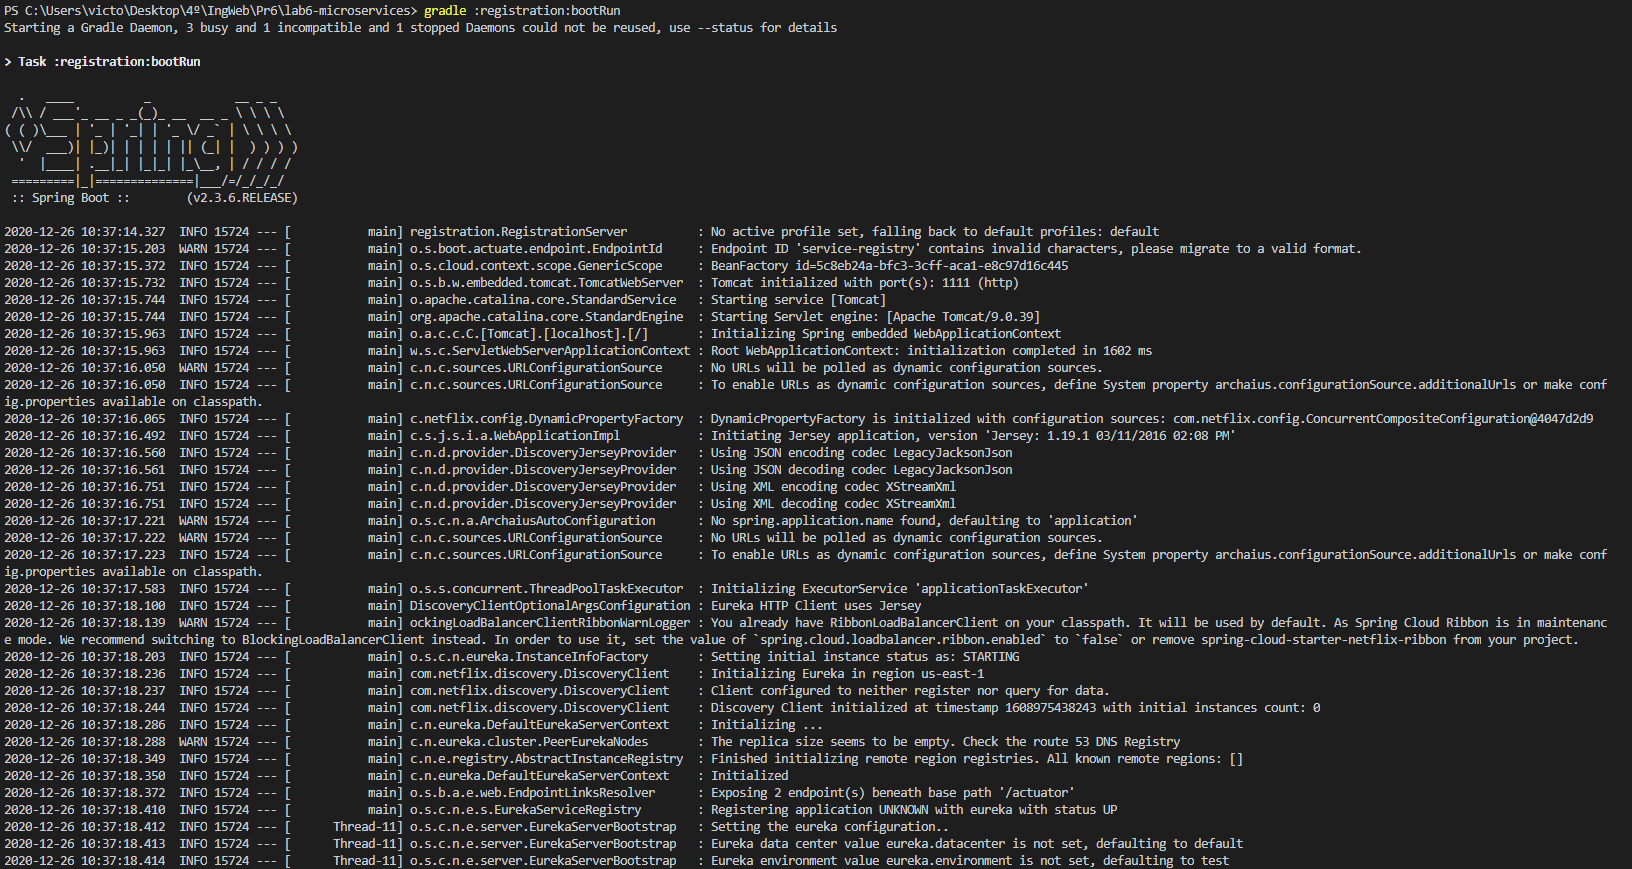 PS C:\Users\victo\Desktop\4º\IngWeb\Pr6\lab6-microservices> gradle :registration:bootRun
Starting a Gradle Daemon, 3 busy and 1 incompatible and 1 stopped Daemons could not be reused, use --status for details
> Task :registration:bootRun
  .   ____          _            __ _ _
 /\\ / ___'_ __ _ _(_)_ __  __ _ \ \ \ \
( ( )\___ | '_ | '_| | '_ \/ _` | \ \ \ \
 \\/  ___)| |_)| | | | | || (_| |  ) ) ) )
  '  |____| .__|_| |_|_| |_\__, | / / / /
 =========|_|==============|___/=/_/_/_/
 :: Spring Boot ::        (v2.3.6.RELEASE)
2020-12-26 10:37:14.327  INFO 15724 --- [           main] registration.RegistrationServer          : No active profile set, falling back to default profiles: default
2020-12-26 10:37:15.203  WARN 15724 --- [           main] o.s.boot.actuate.endpoint.EndpointId     : Endpoint ID 'service-registry' contains invalid characters, please migrate to a valid format.
2020-12-26 10:37:15.372  INFO 15724 --- [           main] o.s.cloud.context.scope.GenericScope     : BeanFactory id=5c8eb24a-bfc3-3cff-aca1-e8c97d16c445
2020-12-26 10:37:15.732  INFO 15724 --- [           main] o.s.b.w.embedded.tomcat.TomcatWebServer  : Tomcat initialized with port(s): 1111 (http)
2020-12-26 10:37:15.744  INFO 15724 --- [           main] o.apache.catalina.core.StandardService   : Starting service [Tomcat]
2020-12-26 10:37:15.744  INFO 15724 --- [           main] org.apache.catalina.core.StandardEngine  : Starting Servlet engine: [Apache Tomcat/9.0.39]
2020-12-26 10:37:15.963  INFO 15724 --- [           main] o.a.c.c.C.[Tomcat].[localhost].[/]       : Initializing Spring embedded WebApplicationContext
2020-12-26 10:37:15.963  INFO 15724 --- [           main] w.s.c.ServletWebServerApplicationContext : Root WebApplicationContext: initialization completed in 1602 ms
2020-12-26 10:37:16.050  WARN 15724 --- [           main] c.n.c.sources.URLConfigurationSource     : No URLs will be polled as dynamic configuration sources.
2020-12-26 10:37:16.050  INFO 15724 --- [           main] c.n.c.sources.URLConfigurationSource     : To enable URLs as dynamic configuration sources, define System property archaius.configurationSource.additionalUrls or make conf
ig.properties available on classpath.
2020-12-26 10:37:16.065  INFO 15724 --- [           main] c.netflix.config.DynamicPropertyFactory  : DynamicPropertyFactory is initialized with configuration sources: com.netflix.config.ConcurrentCompositeConfiguration@4047d2d9
2020-12-26 10:37:16.492  INFO 15724 --- [           main] c.s.j.s.i.a.WebApplicationImpl           : Initiating Jersey application, version 'Jersey: 1.19.1 03/11/2016 02:08 PM'
2020-12-26 10:37:16.560  INFO 15724 --- [           main] c.n.d.provider.DiscoveryJerseyProvider   : Using JSON encoding codec LegacyJacksonJson
2020-12-26 10:37:16.561  INFO 15724 --- [           main] c.n.d.provider.DiscoveryJerseyProvider   : Using JSON decoding codec LegacyJacksonJson
2020-12-26 10:37:16.751  INFO 15724 --- [           main] c.n.d.provider.DiscoveryJerseyProvider   : Using XML encoding codec XStreamXml
2020-12-26 10:37:16.751  INFO 15724 --- [           main] c.n.d.provider.DiscoveryJerseyProvider   : Using XML decoding codec XStreamXml
2020-12-26 10:37:17.221  WARN 15724 --- [           main] o.s.c.n.a.ArchaiusAutoConfiguration      : No spring.application.name found, defaulting to 'application'
2020-12-26 10:37:17.222  WARN 15724 --- [           main] c.n.c.sources.URLConfigurationSource     : No URLs will be polled as dynamic configuration sources.
2020-12-26 10:37:17.223  INFO 15724 --- [           main] c.n.c.sources.URLConfigurationSource     : To enable URLs as dynamic configuration sources, define System property archaius.configurationSource.additionalUrls or make conf
ig.properties available on classpath.
2020-12-26 10:37:17.583  INFO 15724 --- [           main] o.s.s.concurrent.ThreadPoolTaskExecutor  : Initializing ExecutorService 'applicationTaskExecutor'
2020-12-26 10:37:18.100  INFO 15724 --- [           main] DiscoveryClientOptionalArgsConfiguration : Eureka HTTP Client uses Jersey
2020-12-26 10:37:18.139  WARN 15724 --- [           main] ockingLoadBalancerClientRibbonWarnLogger : You already have RibbonLoadBalancerClient on your classpath. It will be used by default. As Spring Cloud Ribbon is in maintenanc
e mode. We recommend switching to BlockingLoadBalancerClient instead. In order to use it, set the value of `spring.cloud.loadbalancer.ribbon.enabled` to `false` or remove spring-cloud-starter-netflix-ribbon from your project.
2020-12-26 10:37:18.203  INFO 15724 --- [           main] o.s.c.n.eureka.InstanceInfoFactory       : Setting initial instance status as: STARTING
2020-12-26 10:37:18.236  INFO 15724 --- [           main] com.netflix.discovery.DiscoveryClient    : Initializing Eureka in region us-east-1
2020-12-26 10:37:18.237  INFO 15724 --- [           main] com.netflix.discovery.DiscoveryClient    : Client configured to neither register nor query for data.
2020-12-26 10:37:18.244  INFO 15724 --- [           main] com.netflix.discovery.DiscoveryClient    : Discovery Client initialized at timestamp 1608975438243 with initial instances count: 0
2020-12-26 10:37:18.286  INFO 15724 --- [           main] c.n.eureka.DefaultEurekaServerContext    : Initializing ...
2020-12-26 10:37:18.288  WARN 15724 --- [           main] c.n.eureka.cluster.PeerEurekaNodes       : The replica size seems to be empty. Check the route 53 DNS Registry
2020-12-26 10:37:18.349  INFO 15724 --- [           main] c.n.e.registry.AbstractInstanceRegistry  : Finished initializing remote region registries. All known remote regions: []
2020-12-26 10:37:18.350  INFO 15724 --- [           main] c.n.eureka.DefaultEurekaServerContext    : Initialized
2020-12-26 10:37:18.372  INFO 15724 --- [           main] o.s.b.a.e.web.EndpointLinksResolver      : Exposing 2 endpoint(s) beneath base path '/actuator'
2020-12-26 10:37:18.410  INFO 15724 --- [           main] o.s.c.n.e.s.EurekaServiceRegistry        : Registering application UNKNOWN with eureka with status UP
2020-12-26 10:37:18.412  INFO 15724 --- [      Thread-11] o.s.c.n.e.server.EurekaServerBootstrap   : Setting the eureka configuration..
2020-12-26 10:37:18.413  INFO 15724 --- [      Thread-11] o.s.c.n.e.server.EurekaServerBootstrap   : Eureka data center value eureka.datacenter is not set, defaulting to default
2020-12-26 10:37:18.414  INFO 15724 --- [      Thread-11] o.s.c.n.e.server.EurekaServerBootstrap   : Eureka environment value eureka.environment is not set, defaulting to test